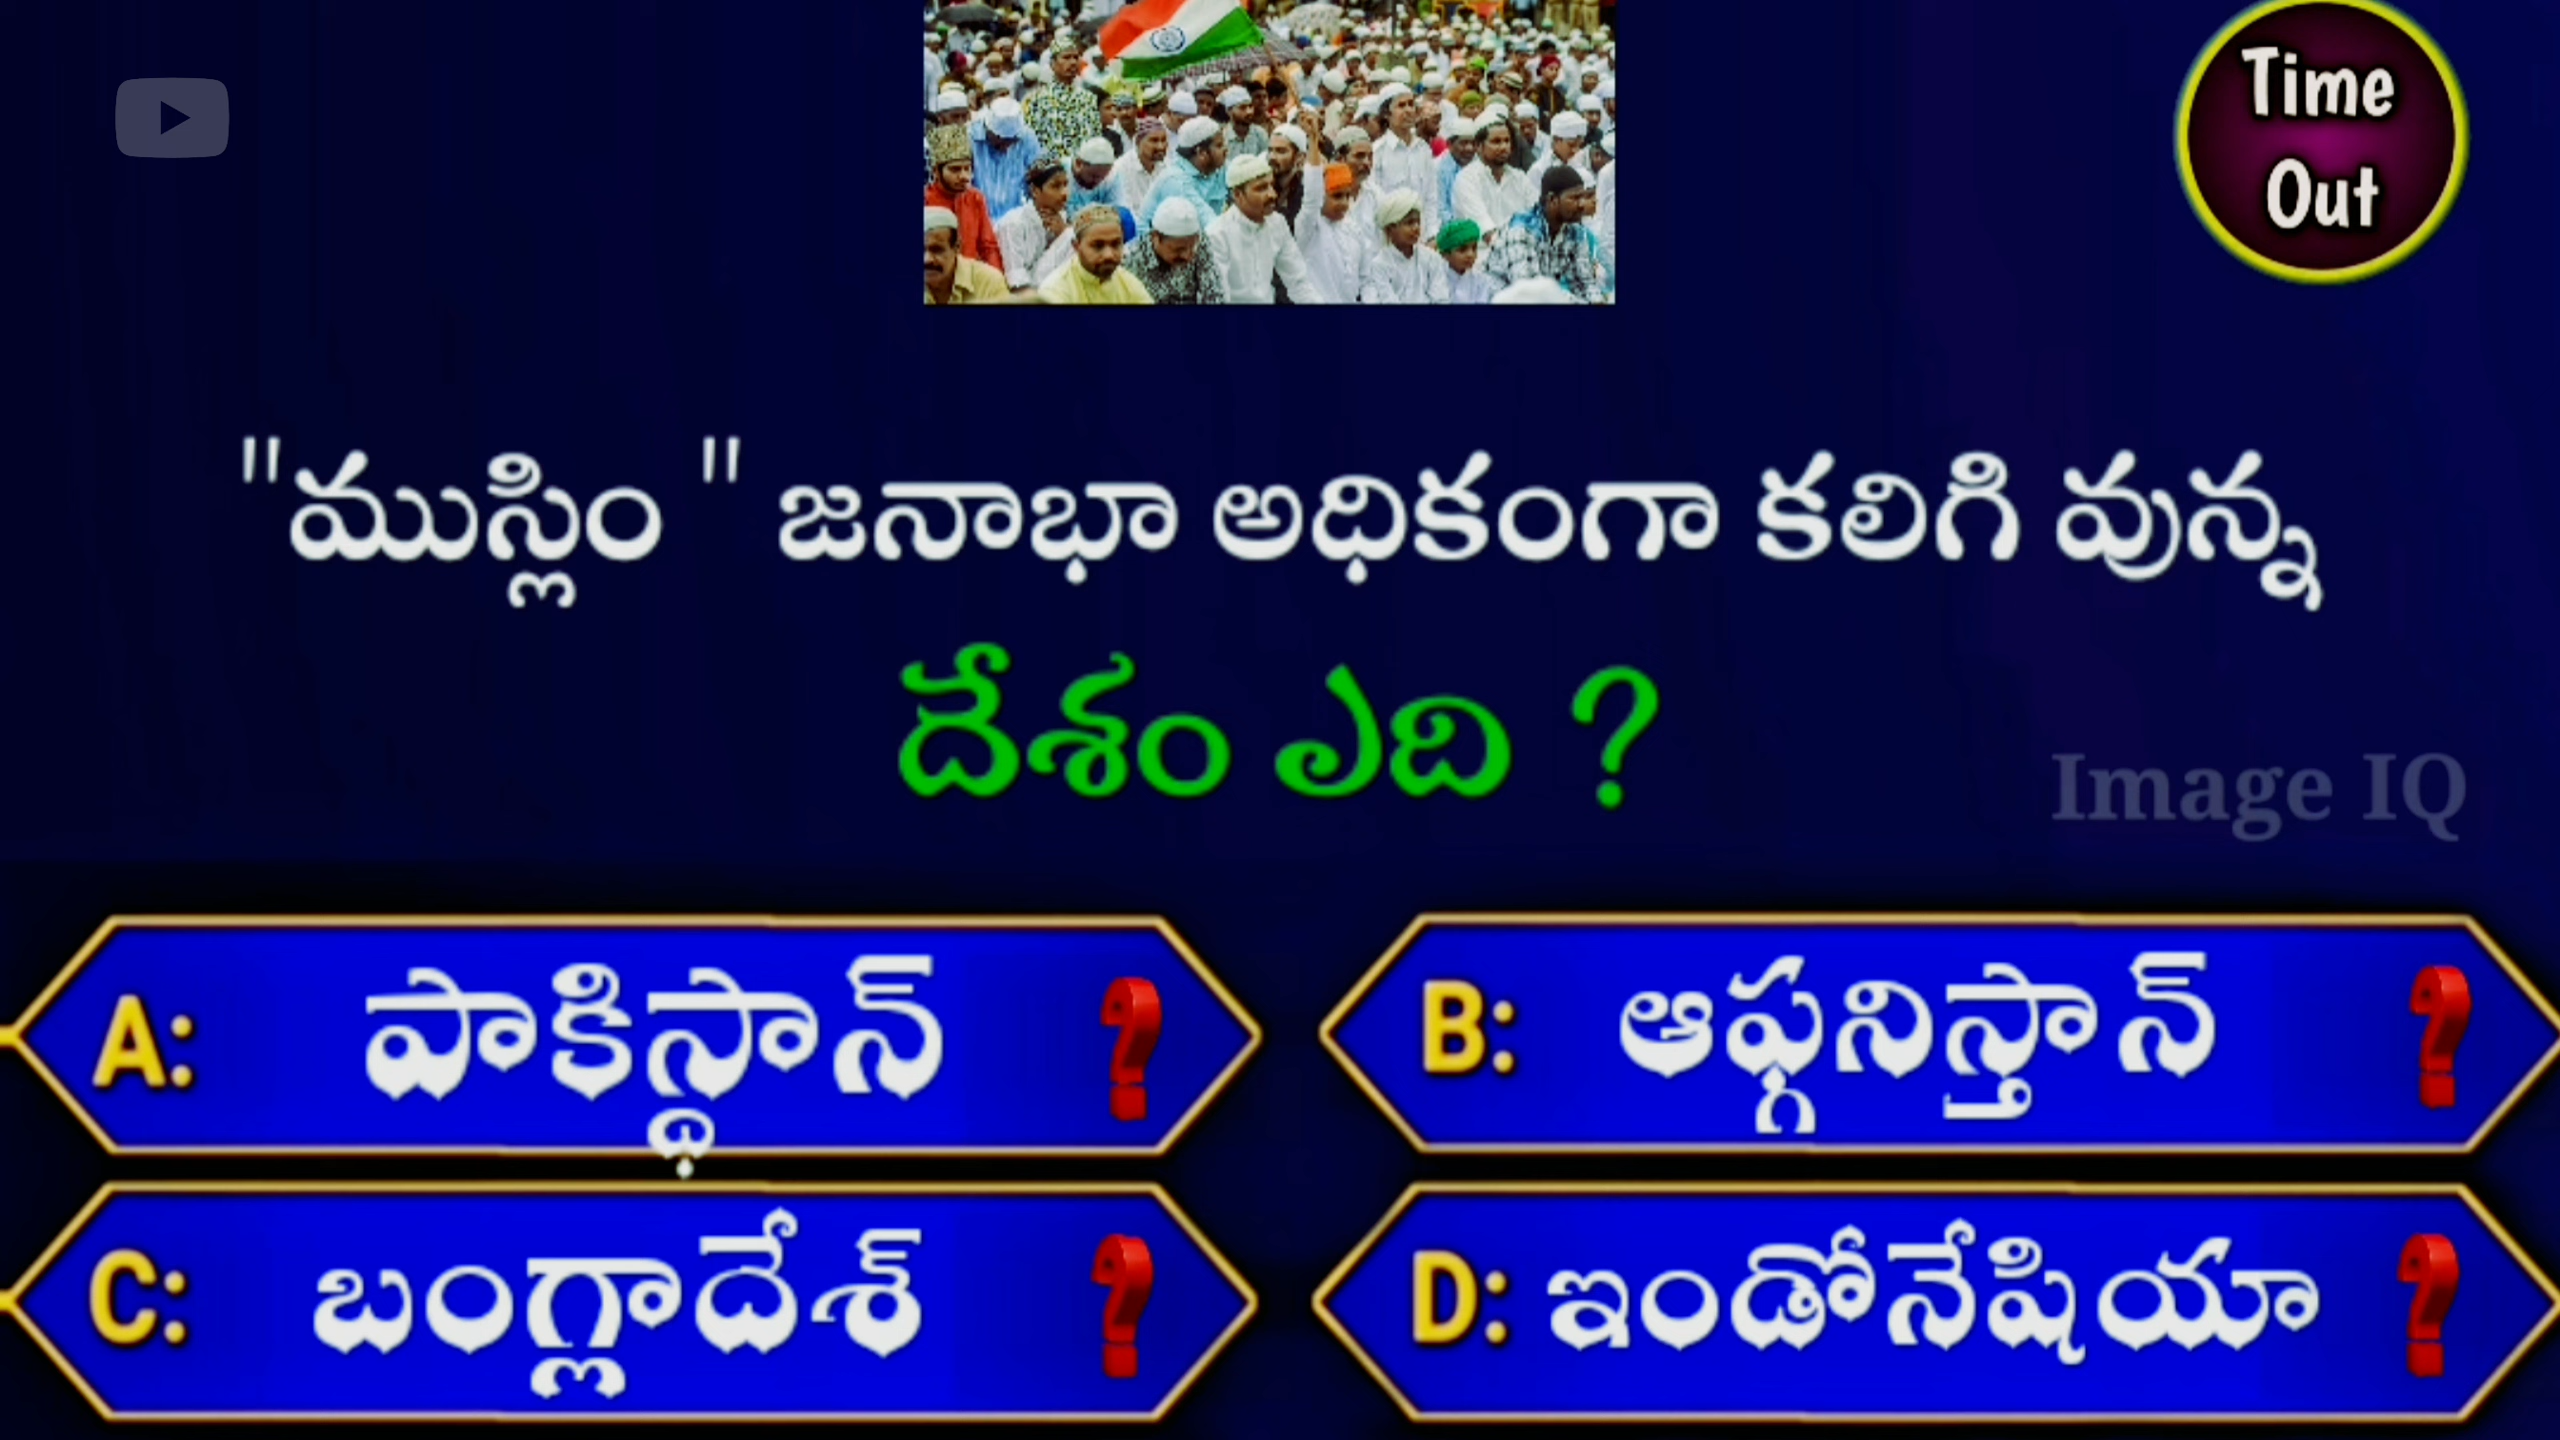 Time
Out
"ముస్లిం " జనాభా అధికంగా కలిగి వున్న
దేశం ఎది ?
Image IQ
A: పాకిస్థాన్ ?
B: ఆఫ్గనిస్తాన్ ?
C: బంగ్లాదేశ్ ?
D: ఇండోనేషియా ?